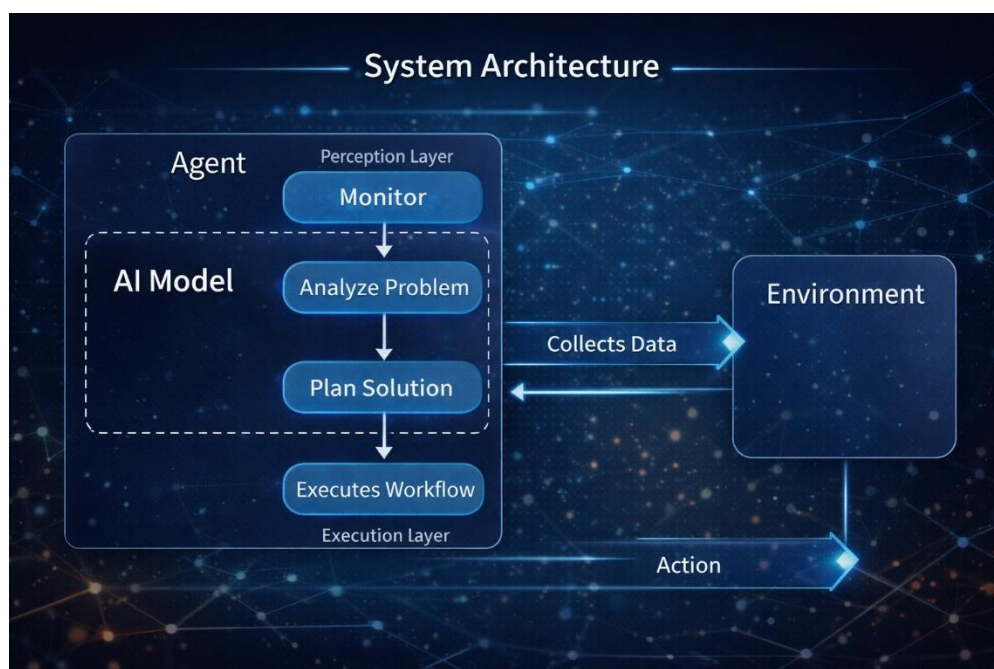 System Architecture
Agent
Perception Layer
Monitor
AI Model
Analyze Problem
Plan Solution
Executes Workflow
Execution Layer
Collects Data
Environment
Action